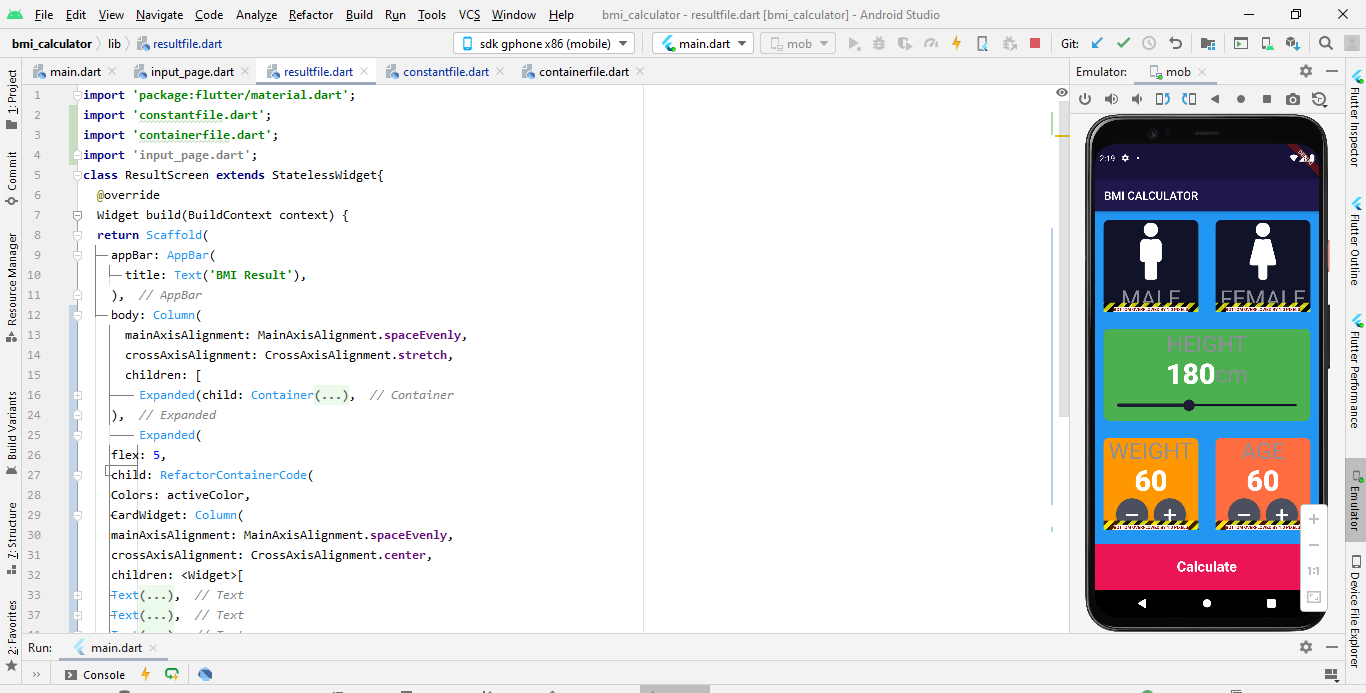 File Edit View Navigate Code Analyze Refactor Build Run Tools VCS Window Help bmi_calculator - resultfile.dart [bmi_calculator] - Android Studio
bmi_calculator lib resultfile.dart sdk gphone x86 (mobile) main.dart mob Git:
main.dart input_page.dart resultfile.dart constantfile.dart containerfile.dart
1 import 'package:flutter/material.dart';
2 import 'constantfile.dart';
3 import 'containerfile.dart';
4 import 'input_page.dart';
5 class ResultScreen extends StatelessWidget{
6 @override
7 Widget build(BuildContext context) {
8 return Scaffold(
9 appBar: AppBar(
10 title: Text('BMI Result'),
11 ), // AppBar
12 body: Column(
13 mainAxisAlignment: MainAxisAlignment.spaceEvenly,
14 crossAxisAlignment: CrossAxisAlignment.stretch,
15 children: [
16 Expanded(child: Container(...), // Container
24 ), // Expanded
25 Expanded(
26 flex: 5,
27 child: RefactorContainerCode(
28 Colors: activeColor,
29 CardWidget: Column(
30 mainAxisAlignment: MainAxisAlignment.spaceEvenly,
31 crossAxisAlignment: CrossAxisAlignment.center,
32 children: <Widget>[
33 Text(...), // Text
37 Text(...), // Text
1: Project
Commit
Resource Manager
Build Variants
7: Structure
2: Favorites
Emulator: mob
2:19
BMI CALCULATOR
MALE FEMALE
HEIGHT
180cm
WEIGHT AGE
60 60
Calculate
1:1
Flutter Inspector
Flutter Outline
Flutter Performance
Emulator
Device File Explorer
Run: main.dart
Console